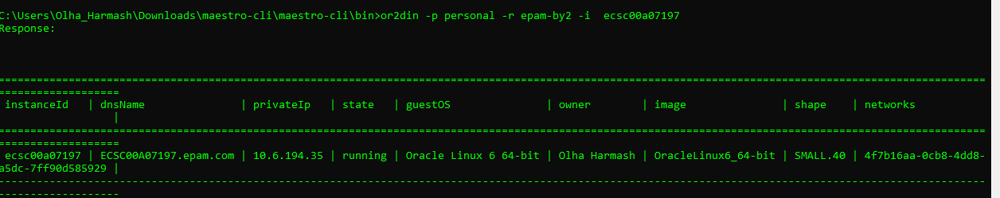 C:\Users\Olha_Harmash\Downloads\maestro-cli\maestro-cli\bin>or2din -p personal -r epam-by2 -i  ecsc00a07197
Response:
===========================================================================================================================================================
===================
instanceId   | dnsName               | privateIp   | state   | guestOS               | owner         | image               | shape    | networks
                  |
===========================================================================================================================================================
===================
ecsc00a07197 | ECSC00A07197.epam.com | 10.6.194.35 | running | Oracle Linux 6 64-bit | Olha Harmash | OracleLinux6_64-bit | SMALL.40 | 4f7b16aa-0cb8-4dd8-
a5dc-7ff90d585929 |
-----------------------------------------------------------------------------------------------------------------------------------------------------------
-------------------